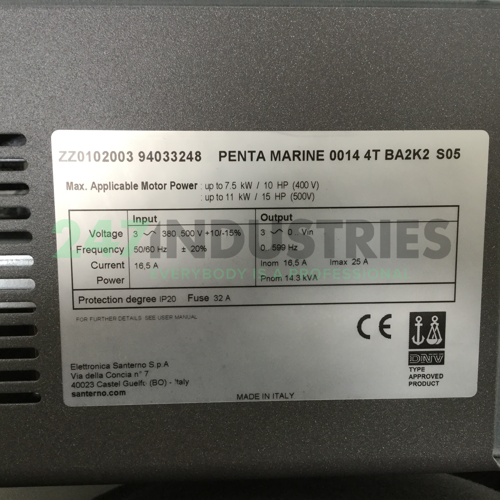 ZZ0102003 94033248 PENTA MARINE 0014 4T BA2K2 S05
Max. Applicable Motor Power : up to 7.5 kW / 10 HP (400 V)
up to 11 kW / 15 HP (500V)
Input Output
Voltage 3 ~ 380 500 V +10/-15% 3 ~ 0 Vin
Frequency 50/60 Hz ± 20% 0 599 Hz
Current 16,5 A Inom 16,5 A Imax 25 A
Power Pnom 14.3 kVA
Protection degree IP20 Fuse 32 A
247 INDUSTRIES
FOR FURTHER DETAILS: SEE USER MANUAL
CE
DNV
TYPE
APPROVED
PRODUCT
Elettronica Santerno S.p.A
Via della Concia n° 7
40023 Castel Guelfo (BO) - Italy
santerno.com
MADE IN ITALY